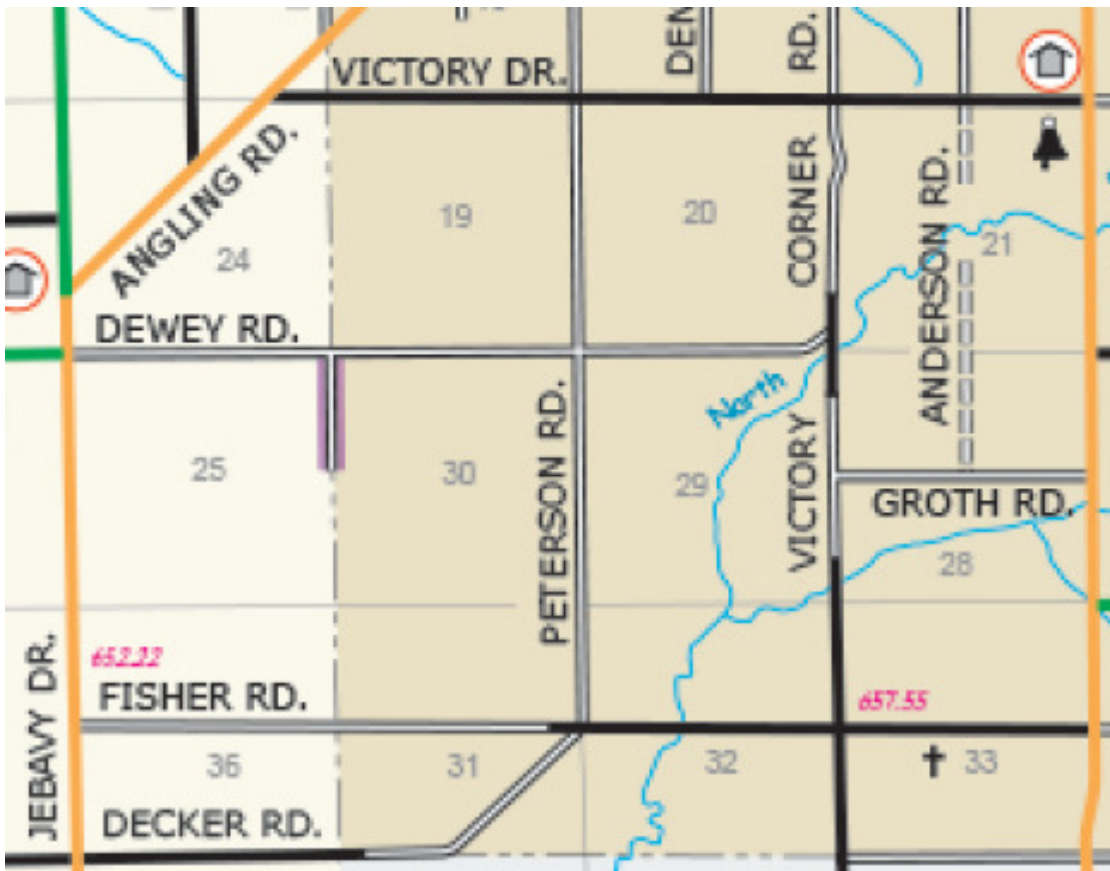 DEN
RD.
VICTORY DR.
ANGLING RD.
19
20
CORNER
ANDERSON RD.
21
24
DEWEY RD.
North
25
30
PETERSON RD.
29
VICTORY
GROTH RD.
28
JEBAVY DR.
652.22
FISHER RD.
657.55
36
31
32
33
DECKER RD.